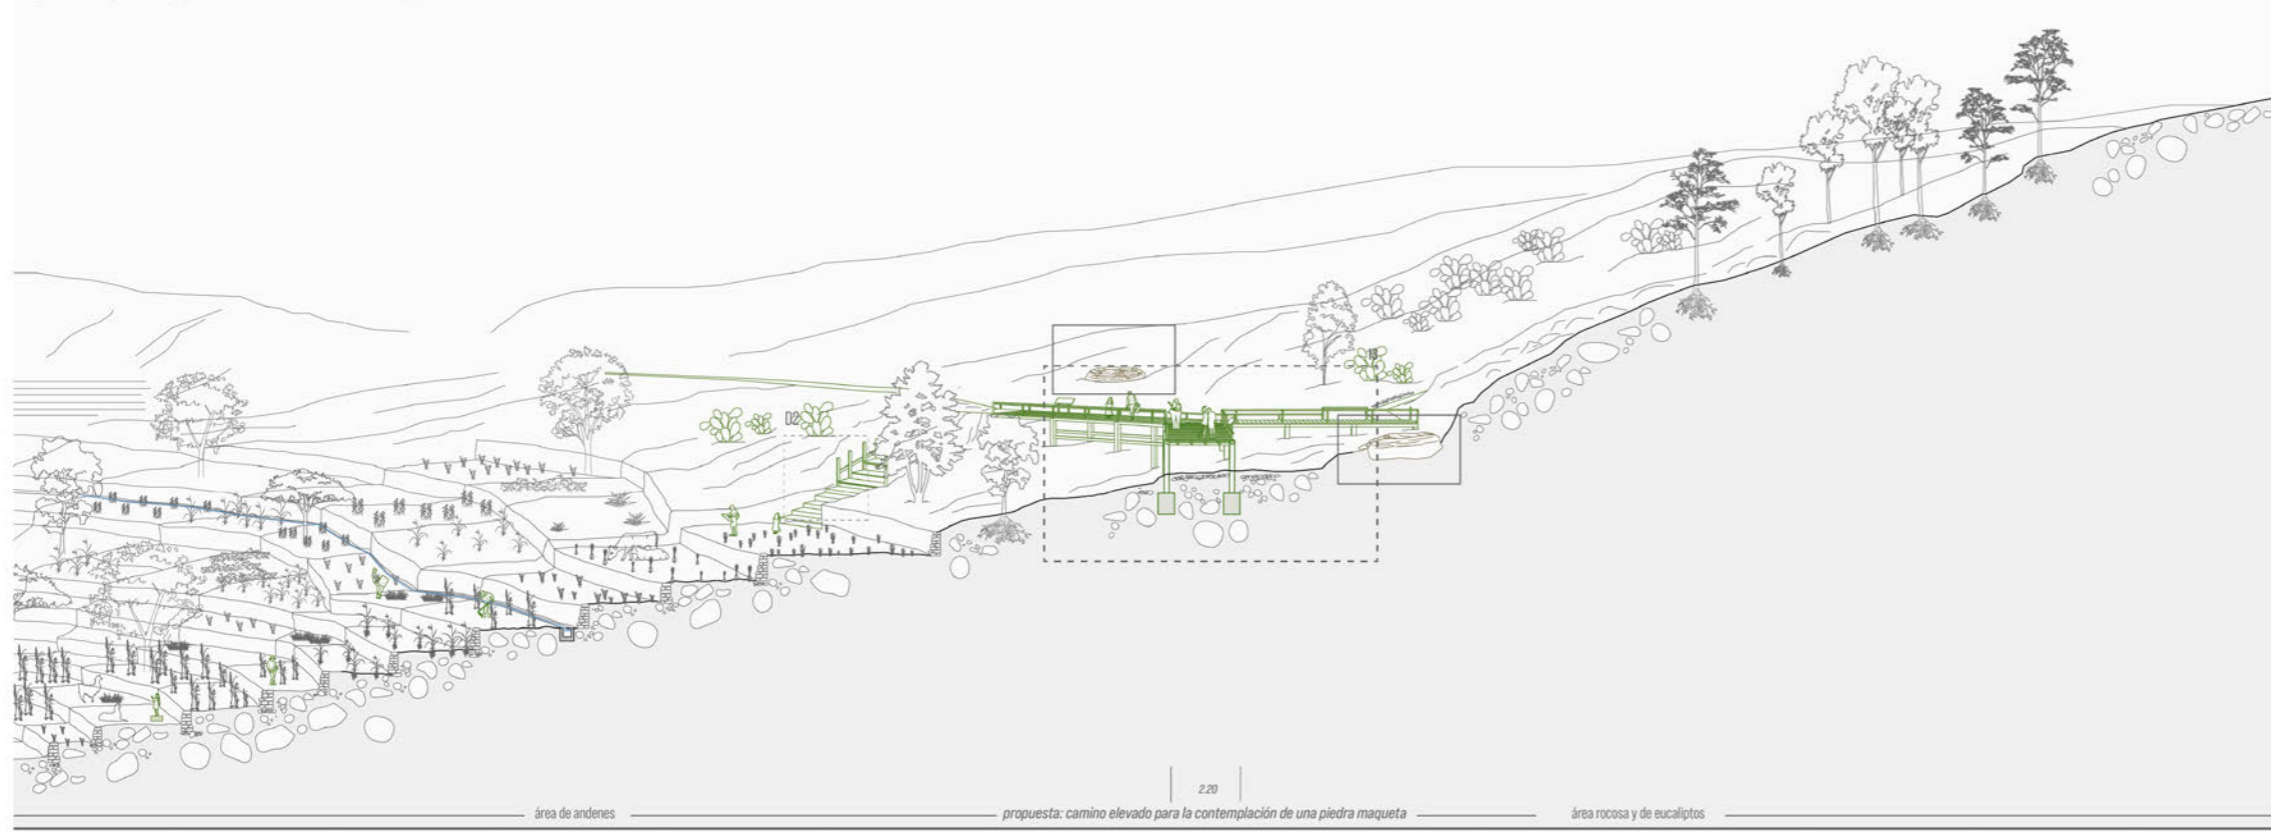 13
D2
2.20
área de andenes
propuesta: camino elevado para la contemplación de una piedra maqueta
área rocosa y de eucaliptos